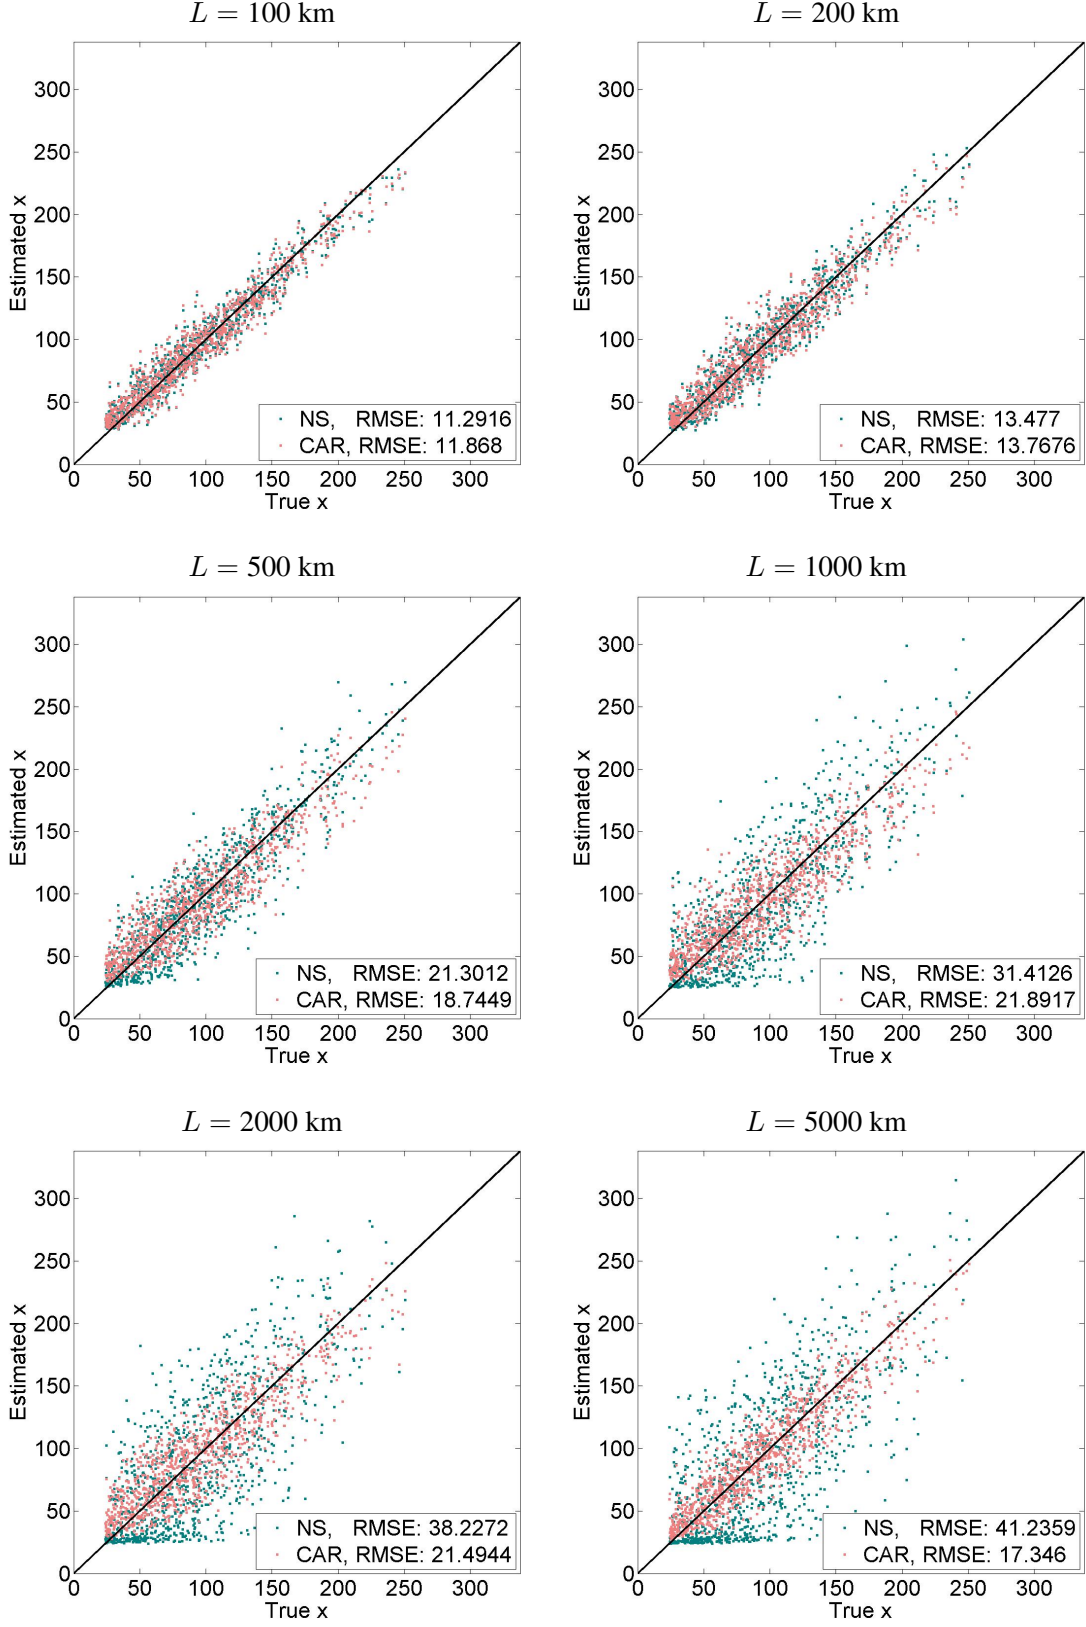 L = 100 km
L = 200 km
300
250
200
150
100
50
0
Estimated x
NS, RMSE: 11.2916
CAR, RMSE: 11.868
0 50 100 150 200 250 300
True x
300
250
200
150
100
50
0
Estimated x
NS, RMSE: 13.477
CAR, RMSE: 13.7676
0 50 100 150 200 250 300
True x
L = 500 km
L = 1000 km
300
250
200
150
100
50
0
Estimated x
NS, RMSE: 21.3012
CAR, RMSE: 18.7449
0 50 100 150 200 250 300
True x
300
250
200
150
100
50
0
Estimated x
NS, RMSE: 31.4126
CAR, RMSE: 21.8917
0 50 100 150 200 250 300
True x
L = 2000 km
L = 5000 km
300
250
200
150
100
50
0
Estimated x
NS, RMSE: 38.2272
CAR, RMSE: 21.4944
0 50 100 150 200 250 300
True x
300
250
200
150
100
50
0
Estimated x
NS, RMSE: 41.2359
CAR, RMSE: 17.346
0 50 100 150 200 250 300
True x